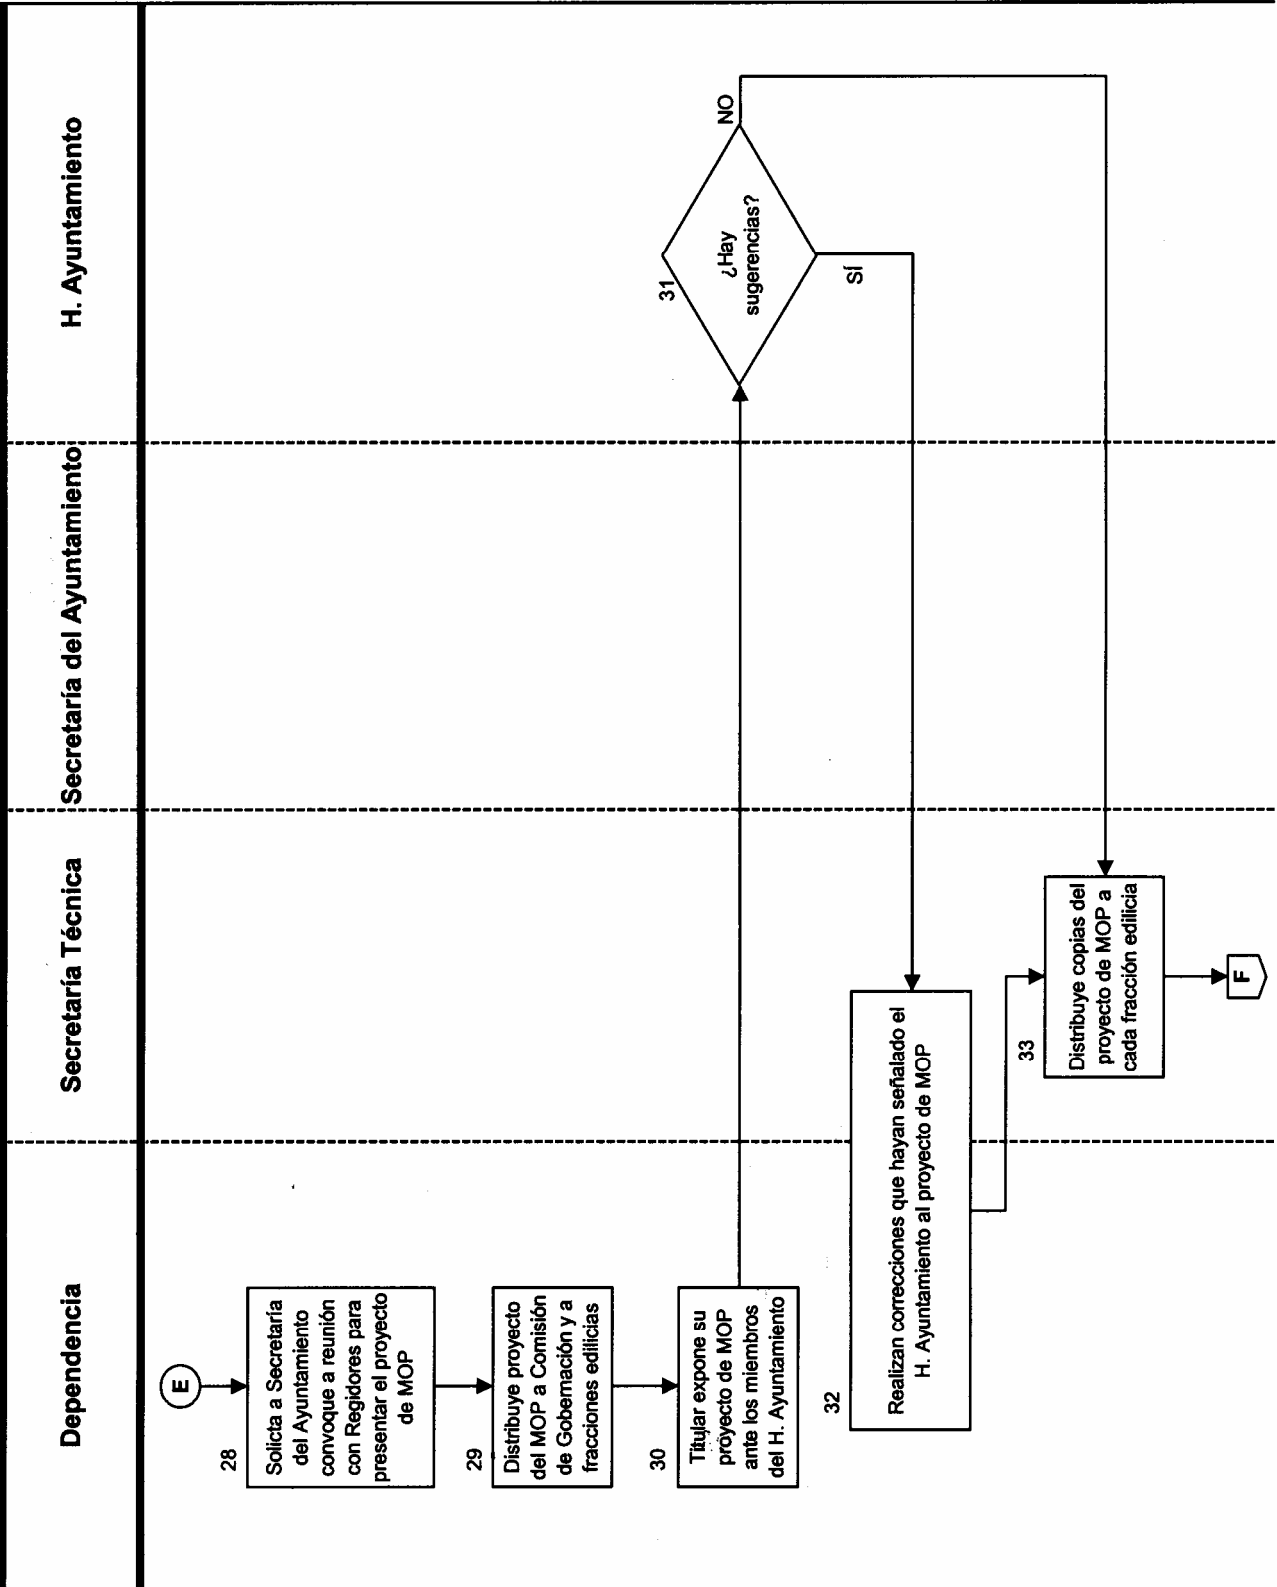 Dependencia
Secretaría Técnica
Secretaría del Ayuntamiento
H. Ayuntamiento
E
28
Solicta a Secretaría
del Ayuntamiento
convoque a reunión
con Regidores para
presentar el proyecto
de MOP
29
Distribuye proyecto
del MOP a Comisión
de Gobernación y a
fracciones edilicias
30
Titular expone su
proyecto de MOP
ante los miembros
del H. Ayuntamiento
31
¿Hay
sugerencias?
NO
SÍ
32
Realizan correcciones que hayan señalado el
H. Ayuntamiento al proyecto de MOP
33
Distribuye copias del
proyecto de MOP a
cada fracción edilicia
F